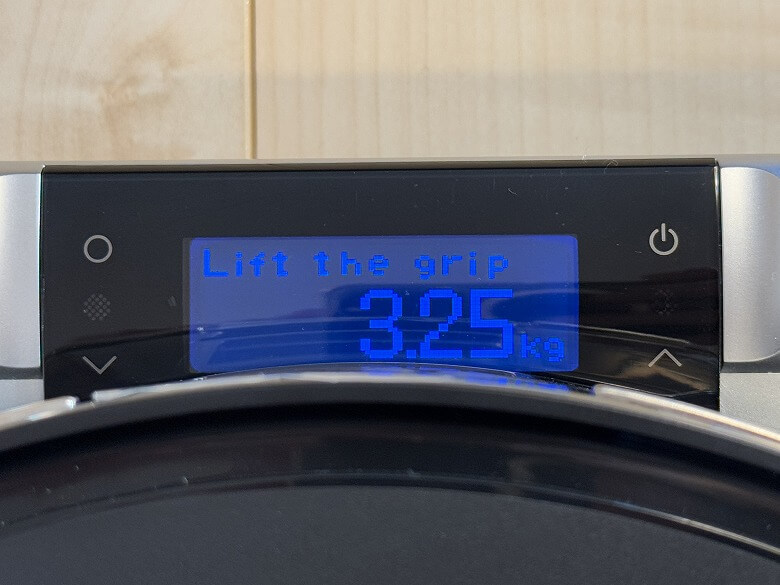 Lift the grip
3.25kg